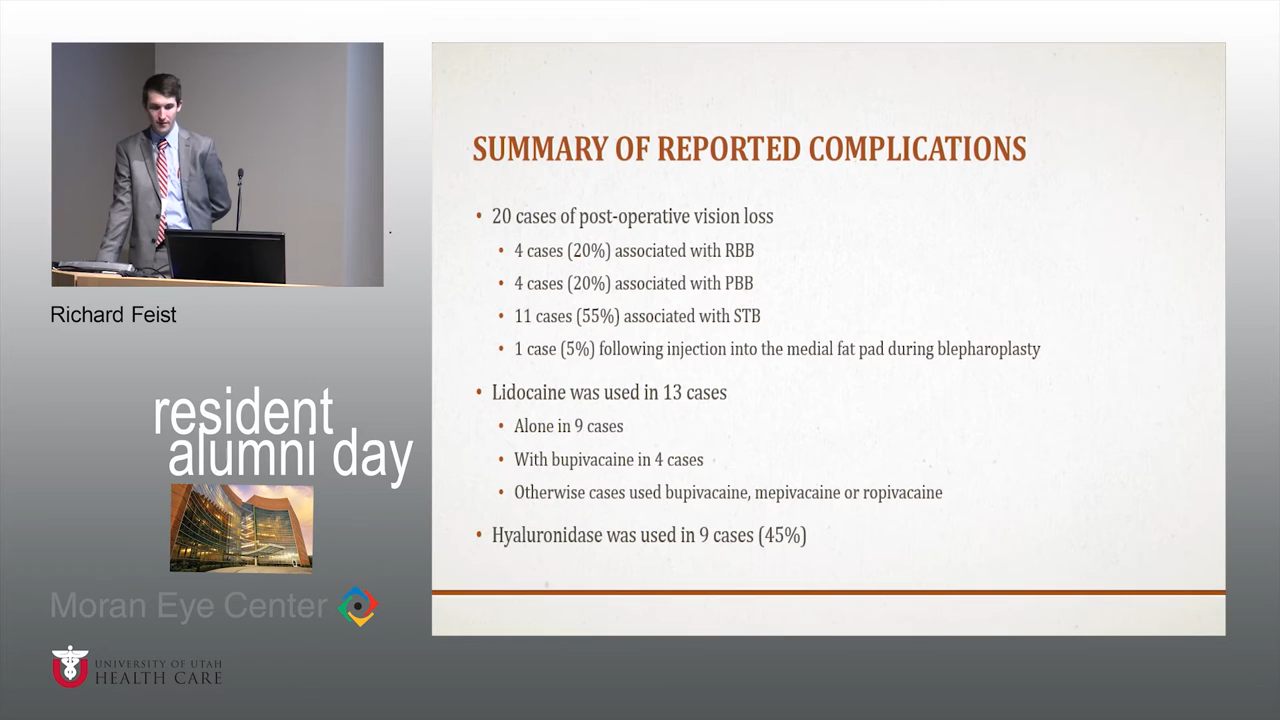 SUMMARY OF REPORTED COMPLICATIONS
• 20 cases of post-operative vision loss
• 4 cases (20%) associated with RBB
• 4 cases (20%) associated with PBB
• 11 cases (55%) associated with STB
• 1 case (5%) following injection into the medial fat pad during blepharoplasty
• Lidocaine was used in 13 cases
• Alone in 9 cases
• With bupivacaine in 4 cases
• Otherwise cases used bupivacaine, mepivacaine or ropivacaine
• Hyaluronidase was used in 9 cases (45%)
Richard Feist
resident
alumni day
Moran Eye Center
UNIVERSITY OF UTAH
HEALTH CARE